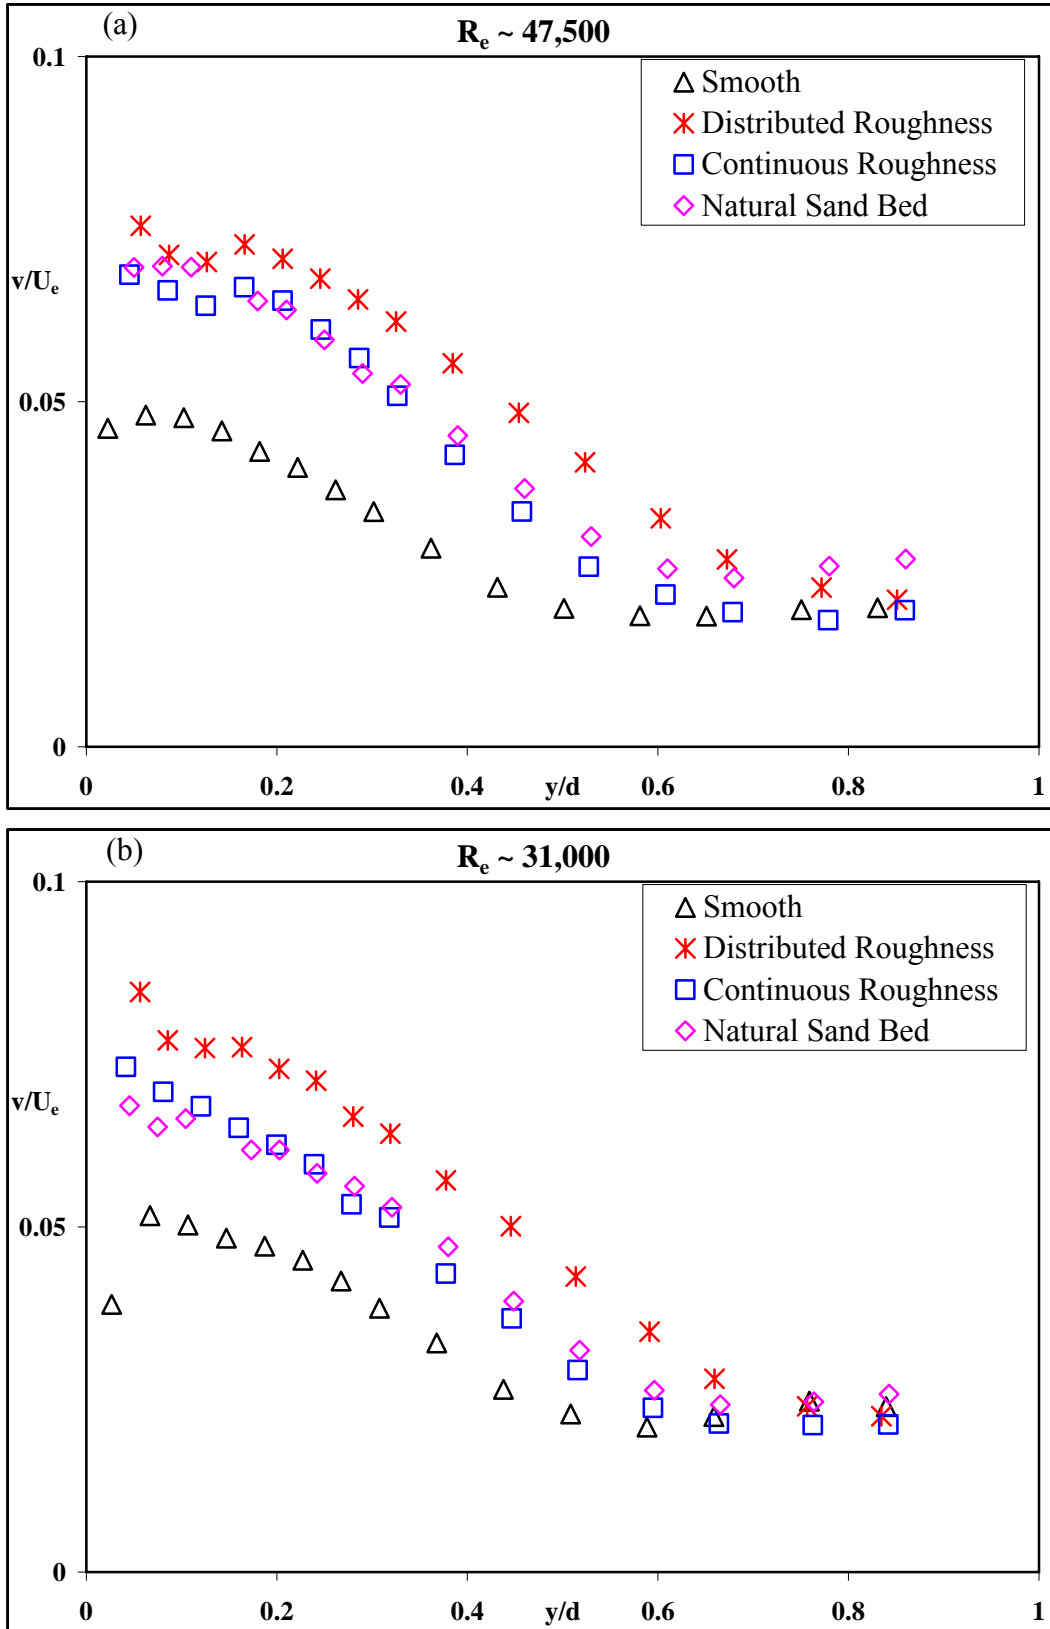 (a)
Rₑ ~ 47,500
0.1
Smooth
Distributed Roughness
Continuous Roughness
Natural Sand Bed
v/Uₑ
0.05
0
0 0.2 0.4 y/d 0.6 0.8 1
(b)
Rₑ ~ 31,000
0.1
Smooth
Distributed Roughness
Continuous Roughness
Natural Sand Bed
v/Uₑ
0.05
0
0 0.2 0.4 y/d 0.6 0.8 1